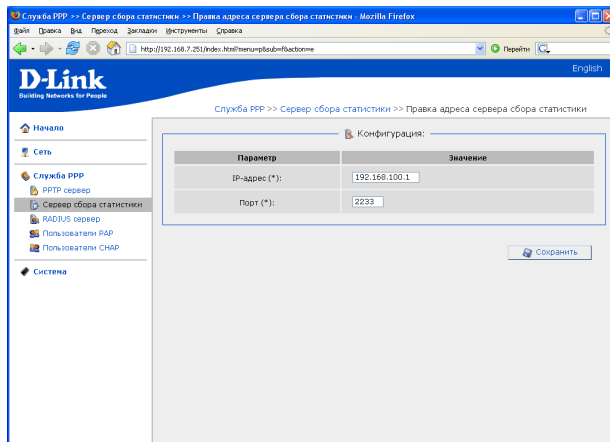 Служба PPP >> Сервер сбора статистики >> Правка адреса сервера сбора статистики - Mozilla Firefox
Файл Правка Вид Переход Закладки Инструменты Справка
http://192.168.7.251/index.html?menu=p&sub=f&action=e
Перейти
English
D-Link
Building Networks for People
Служба PPP >> Сервер сбора статистики >> Правка адреса сервера сбора статистики
Начало
Сеть
Служба PPP
PPTP сервер
Сервер сбора статистики
RADIUS сервер
Пользователи PAP
Пользователи CHAP
Система
Конфигурация:
Параметр Значение
IP-адрес (*): 192.168.100.1
Порт (*): 2233
Сохранить